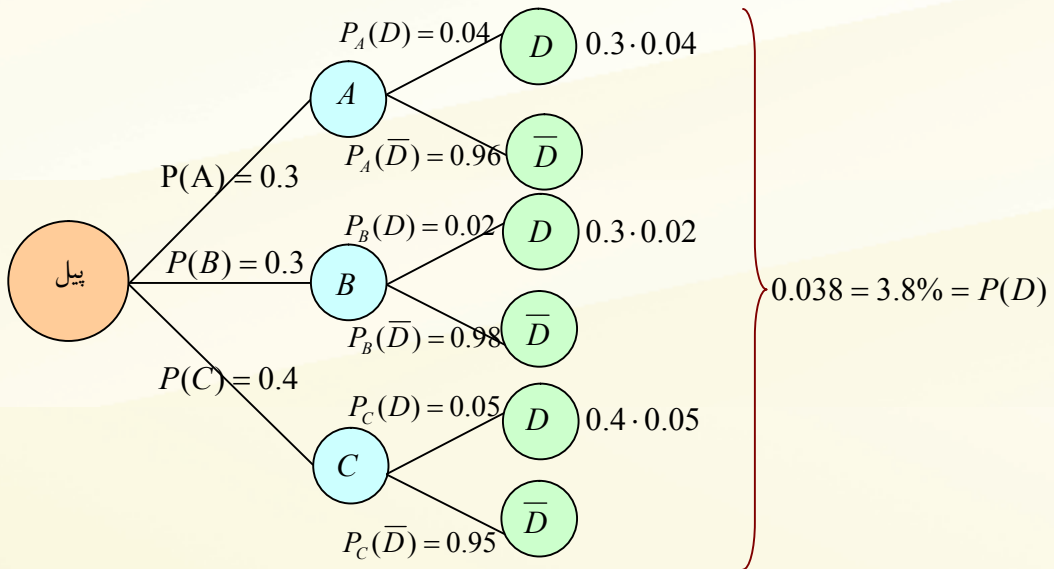 P_A(D) = 0.04
D 0.3·0.04
A
P_A(D̅) = 0.96
D̅
P(A) = 0.3
P_B(D) = 0.02
D 0.3·0.02
پيل
P(B) = 0.3
B
0.038 = 3.8% = P(D)
P_B(D̅) = 0.98
D̅
P(C) = 0.4
P_C(D) = 0.05
D 0.4·0.05
C
P_C(D̅) = 0.95
D̅